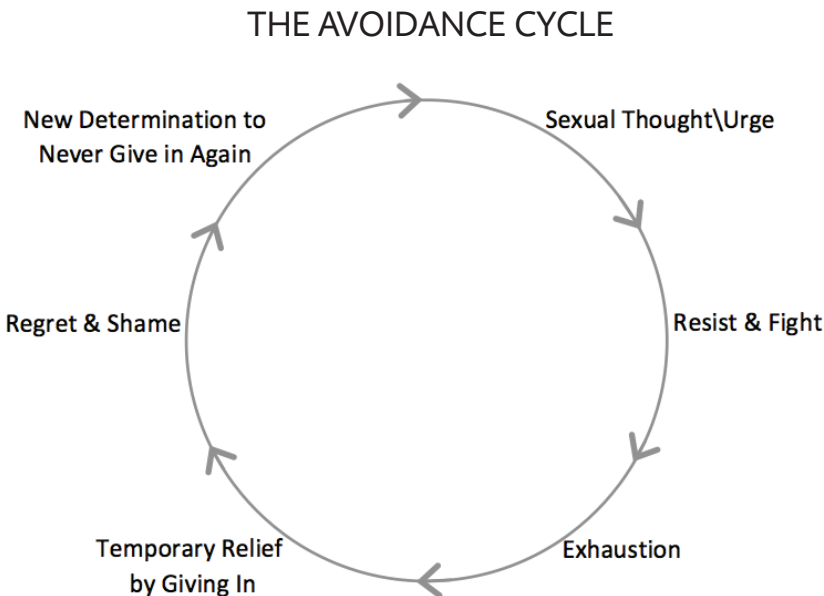 THE AVOIDANCE CYCLE
Sexual Thought\Urge
Resist & Fight
Exhaustion
Temporary Relief
by Giving In
Regret & Shame
New Determination to
Never Give in Again